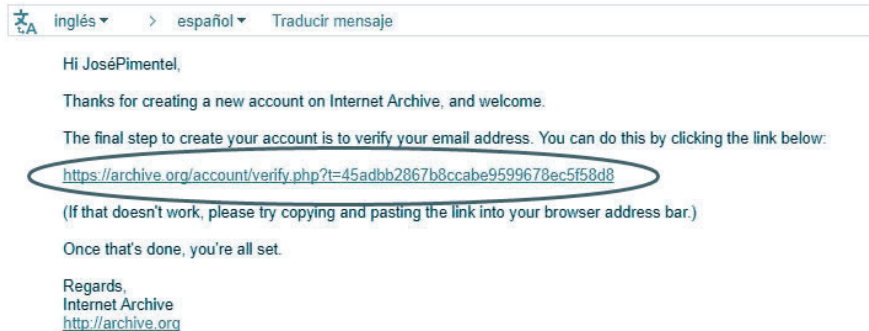 inglés > español Traducir mensaje
Hi JoséPimentel,
Thanks for creating a new account on Internet Archive, and welcome.
The final step to create your account is to verify your email address. You can do this by clicking the link below:
https://archive.org/account/verify.php?t=45adbb2867b8ccabe9599678ec5f58d8
(If that doesn't work, please try copying and pasting the link into your browser address bar.)
Once that's done, you're all set.
Regards,
Internet Archive
http://archive.org